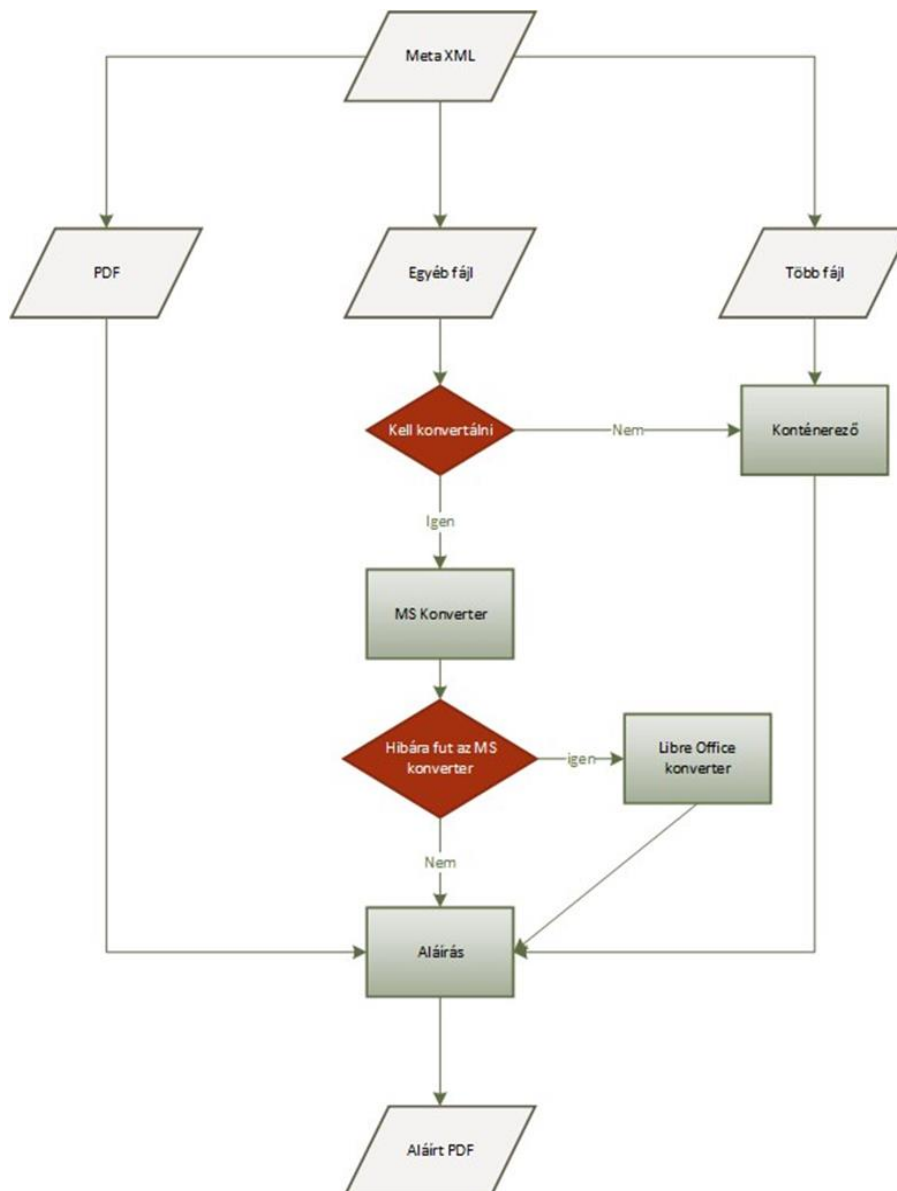 Meta XML
PDF
Egyéb fájl
Több fájl
Kell konvertálni
Nem
Konténerező
Igen
MS Konverter
Hibára fut az MS
konverter
igen
Libre Office
konverter
Nem
Aláírás
Aláírt PDF